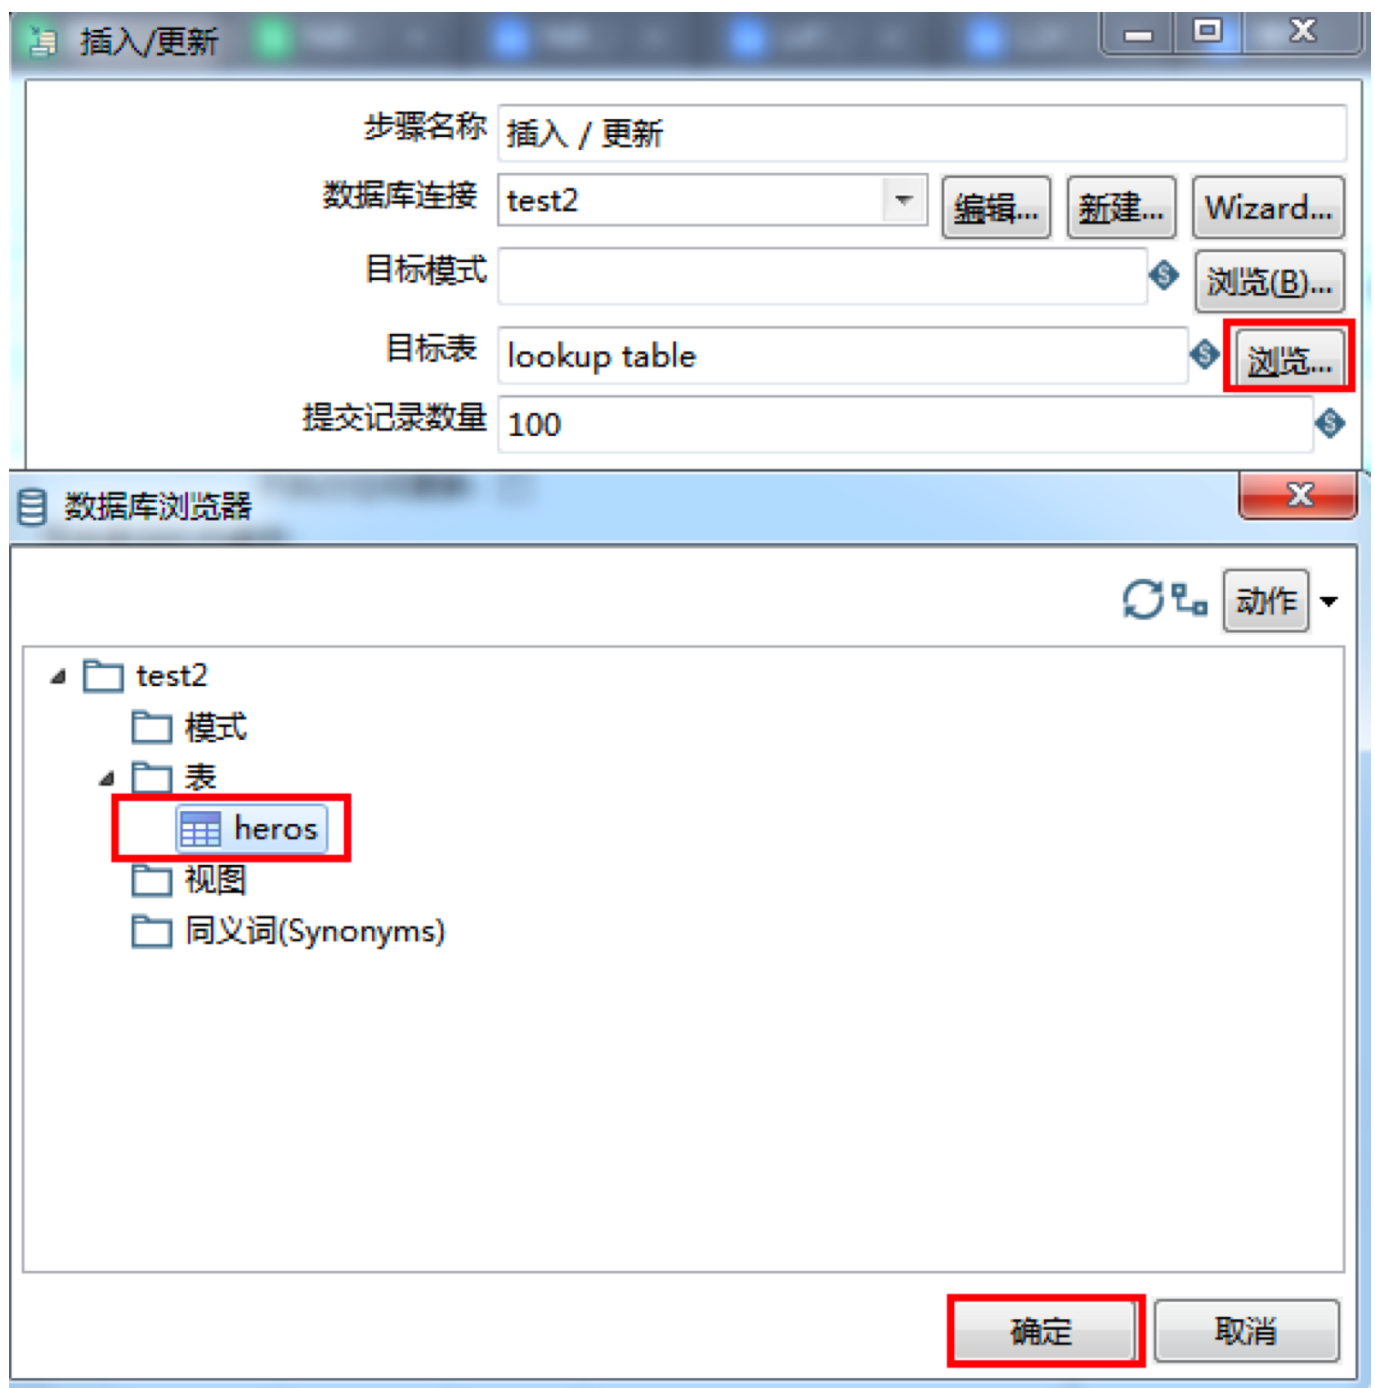 插入/更新
步骤名称 插入 / 更新
数据库连接 test2 编辑... 新建... Wizard...
目标模式 浏览(B)...
目标表 lookup table 浏览...
提交记录数量 100
数据库浏览器
动作
test2
模式
表
heros
视图
同义词(Synonyms)
确定 取消